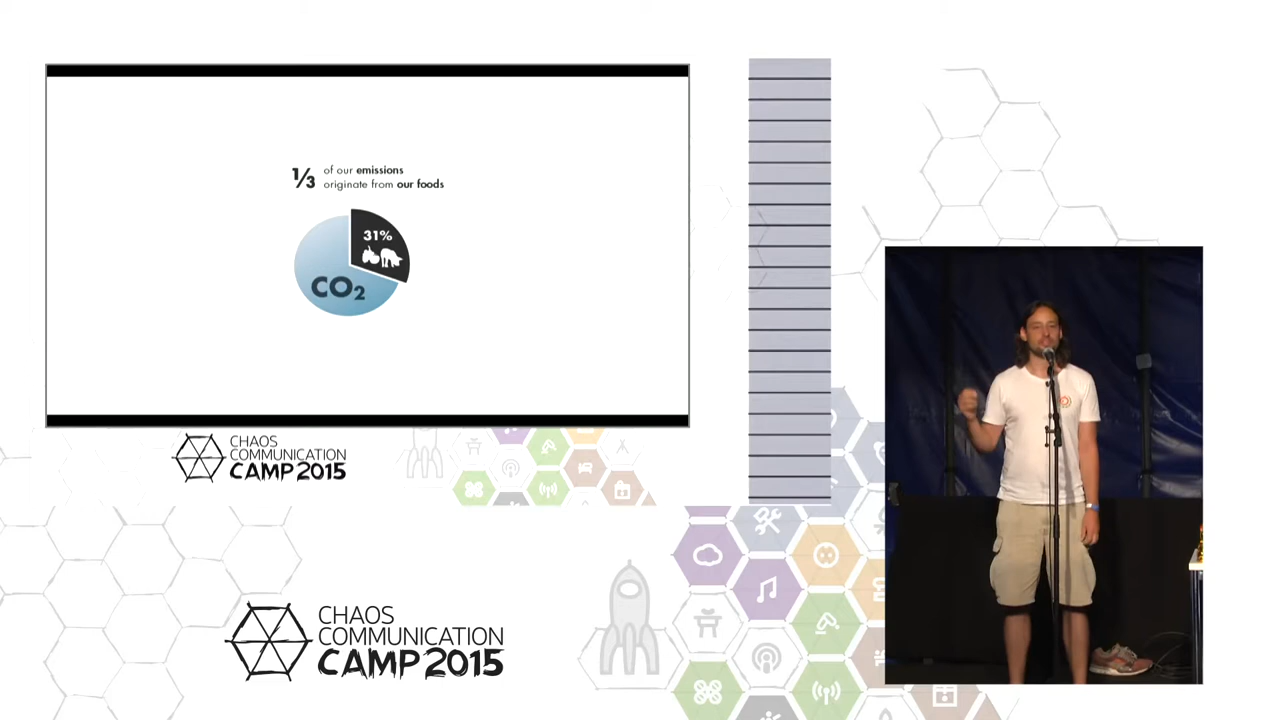 1/3 of our emissions
originate from our foods
31%
CO2
CHAOS
COMMUNICATION
CAMP 2015
CHAOS
COMMUNICATION
CAMP 2015